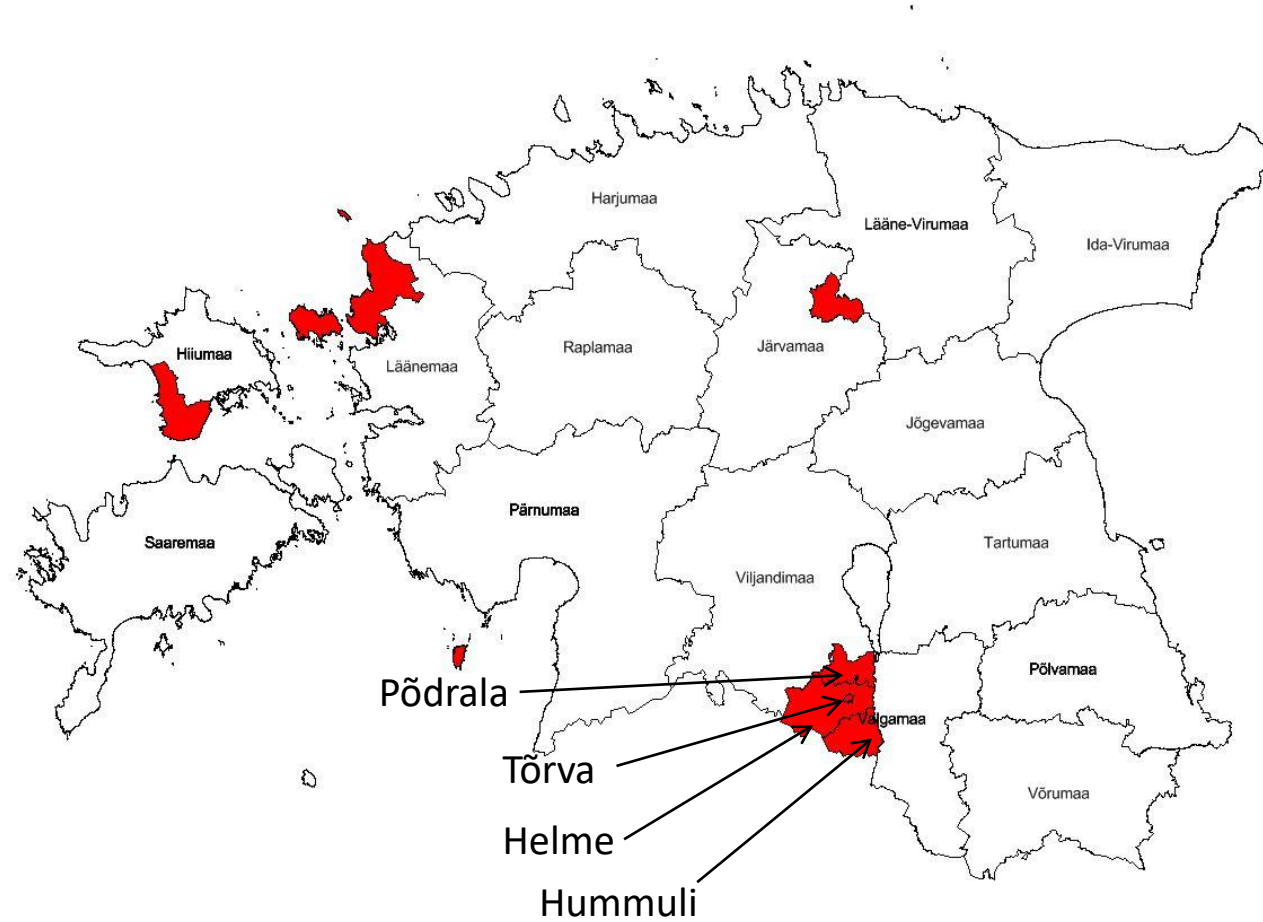 Harjumaa
Lääne-Virumaa
Ida-Virumaa
Hiiumaa
Läänemaa
Raplamaa
Järvamaa
Jõgevamaa
Pärnumaa
Saaremaa
Tartumaa
Viljandimaa
Põdrala
Põlvamaa
Valgamaa
Tõrva
Võrumaa
Helme
Hummuli